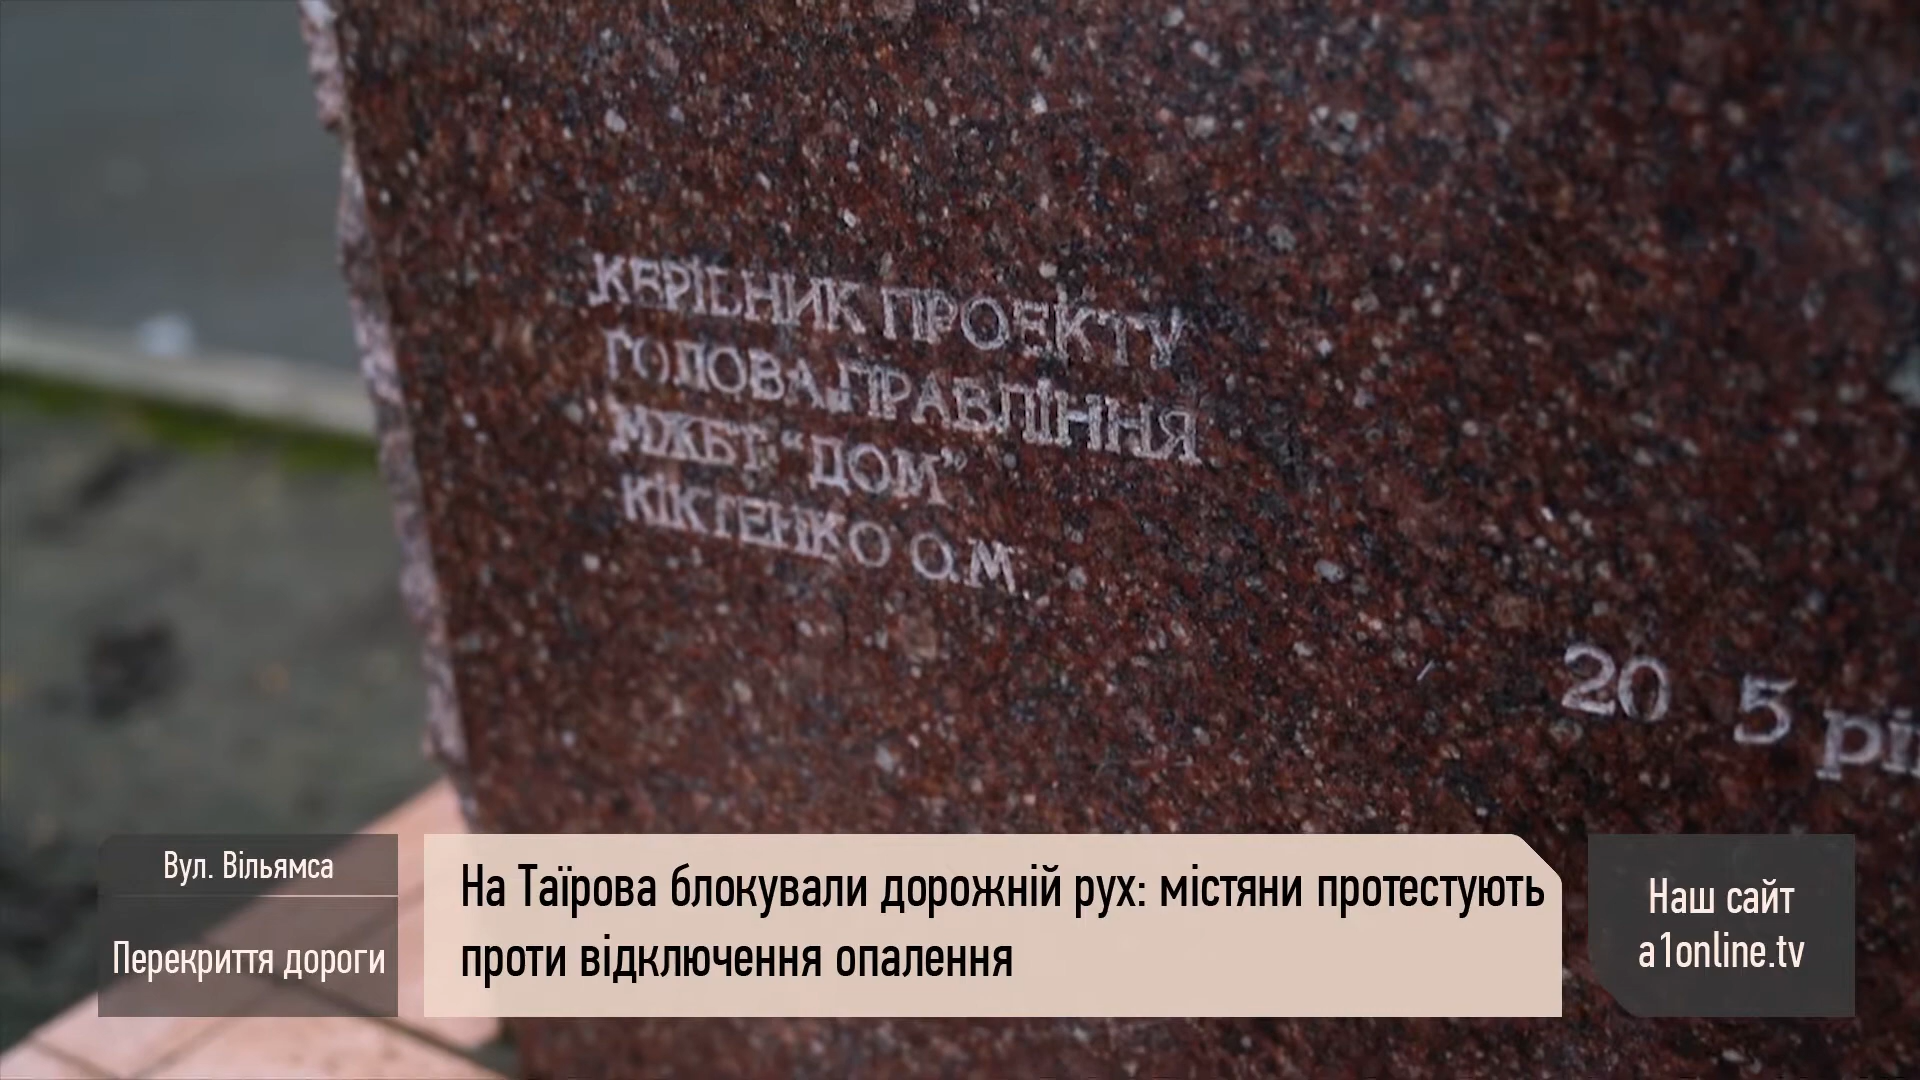 КЕРІВНИК ПРОЕКТУ
ГОЛОВА ПРАВЛІННЯ
МЖБТ “ДОМ”
КІКТЕНКО О.М
20 5 рі
Вул. Вільямса
Перекриття дороги
На Таїрова блокували дорожній рух: містяни протестують
проти відключення опалення
Наш сайт
a1online.tv